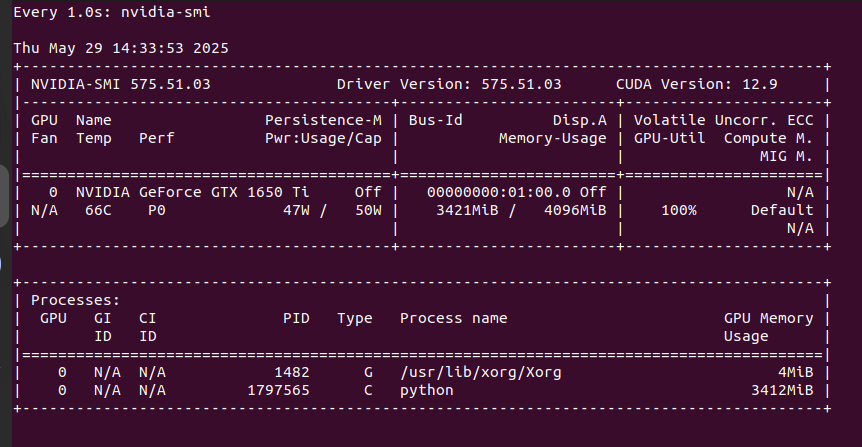 Every 1.0s: nvidia-smi
Thu May 29 14:33:53 2025
+-----------------------------------------------------------------------------------------+
| NVIDIA-SMI 575.51.03              Driver Version: 575.51.03      CUDA Version: 12.9     |
|-----------------------------------------+------------------------+----------------------+
| GPU  Name                 Persistence-M | Bus-Id          Disp.A | Volatile Uncorr. ECC |
| Fan  Temp   Perf          Pwr:Usage/Cap |           Memory-Usage | GPU-Util  Compute M. |
|                                         |                        |               MIG M. |
|=========================================+========================+======================|
|   0  NVIDIA GeForce GTX 1650 Ti     Off |   00000000:01:00.0 Off |                  N/A |
| N/A   66C    P0              47W /   50W |    3421MiB /   4096MiB |    100%      Default |
|                                         |                        |                  N/A |
+-----------------------------------------+------------------------+----------------------+
+-----------------------------------------------------------------------------------------+
| Processes:                                                                              |
|  GPU   GI   CI              PID   Type   Process name                        GPU Memory |
|        ID   ID                                                               Usage      |
|=========================================================================================|
|    0   N/A  N/A            1482      G   /usr/lib/xorg/Xorg                        4MiB |
|    0   N/A  N/A         1797565      C   python                                 3412MiB |
+-----------------------------------------------------------------------------------------+